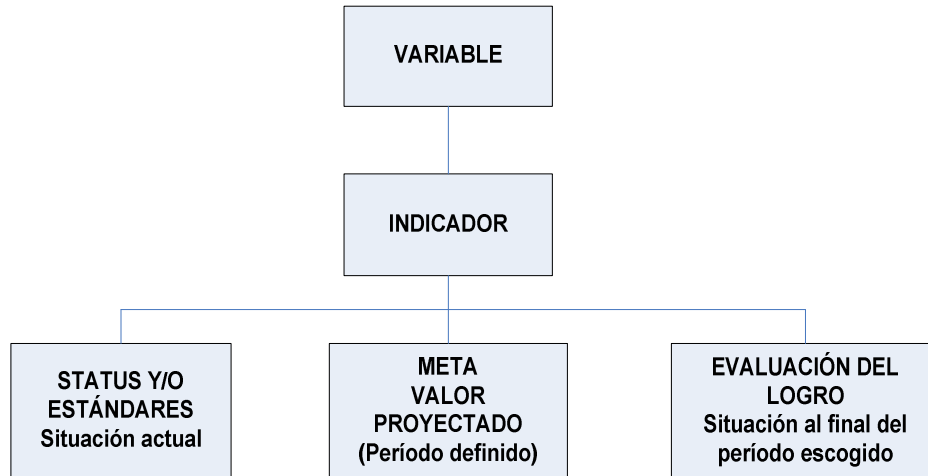 VARIABLE
INDICADOR
STATUS Y/O
ESTÁNDARES
Situación actual
META
VALOR
PROYECTADO
(Período definido)
EVALUACIÓN DEL
LOGRO
Situación al final del
período escogido